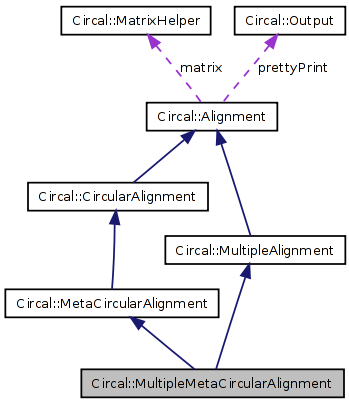 Circal::MatrixHelper
Circal::Output
matrix
prettyPrint
Circal::Alignment
Circal::CircularAlignment
Circal::MultipleAlignment
Circal::MetaCircularAlignment
Circal::MultipleMetaCircularAlignment